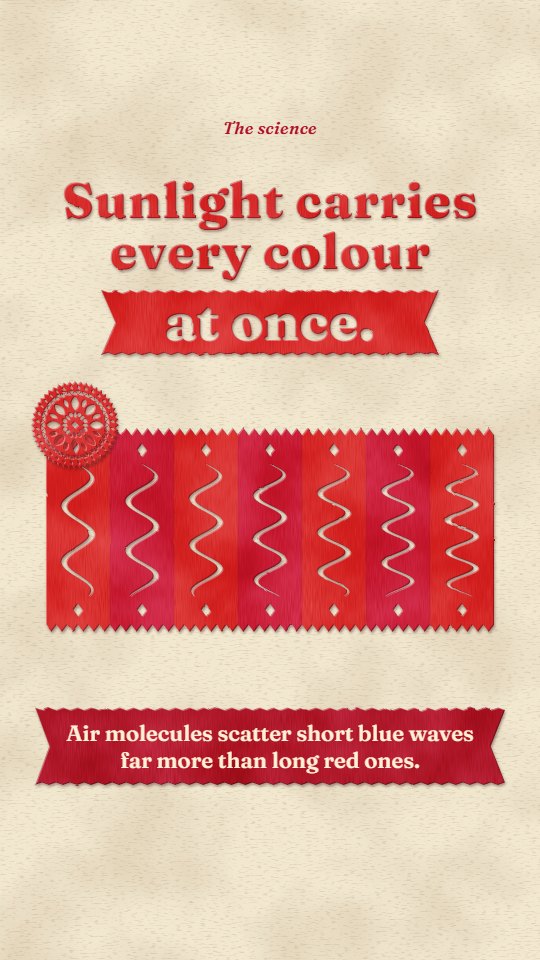 The science
Sunlight carries
every colour
at once.
Air molecules scatter short blue waves
far more than long red ones.